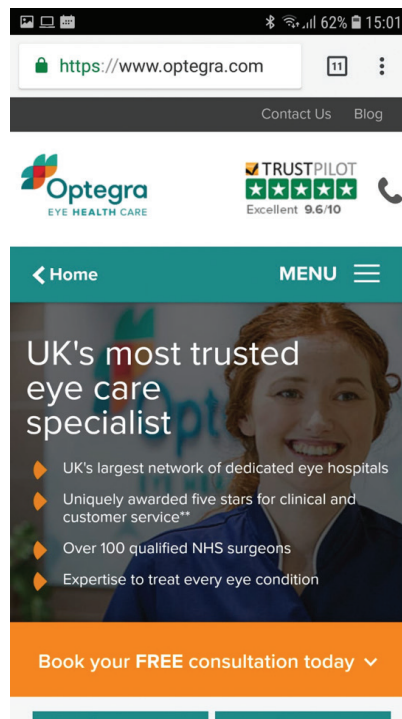 62% 15:01
https://www.optegra.com 11
Contact Us Blog
Optegra
EYE HEALTH CARE
TRUSTPILOT
Excellent 9.6/10
Home MENU
UK's most trusted
eye care
specialist
UK's largest network of dedicated eye hospitals
Uniquely awarded five stars for clinical and
customer service**
Over 100 qualified NHS surgeons
Expertise to treat every eye condition
Book your FREE consultation today